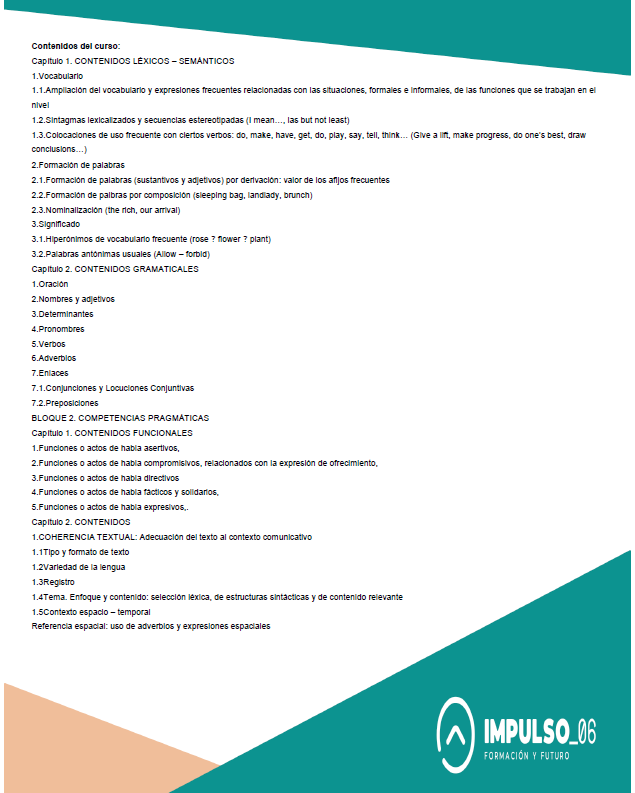 Contenidos del curso:
Capítulo 1. CONTENIDOS LÉXICOS – SEMÁNTICOS
1.Vocabulario
1.1.Ampliación del vocabulario y expresiones frecuentes relacionadas con las situaciones, formales e informales, de las funciones que se trabajan en el
nivel
1.2.Sintagmas lexicalizados y secuencias estereotipadas (I mean…, las but not least)
1.3.Colocaciones de uso frecuente con ciertos verbos: do, make, have, get, do, play, say, tell, think… (Give a lift, make progress, do one's best, draw
conclusions…)
2.Formación de palabras
2.1.Formación de palabras (sustantivos y adjetivos) por derivación: valor de los afijos frecuentes
2.2.Formación de palbras por composición (sleeping bag, landlady, brunch)
2.3.Nominalización (the rich, our arrival)
3.Significado
3.1.Hiperónimos de vocabulario frecuente (rose ? flower ? plant)
3.2.Palabras antónimas usuales (Allow – forbid)
Capítulo 2. CONTENIDOS GRAMATICALES
1.Oración
2.Nombres y adjetivos
3.Determinantes
4.Pronombres
5.Verbos
6.Adverbios
7.Enlaces
7.1.Conjunciones y Locuciones Conjuntivas
7.2.Preposiciones
BLOQUE 2. COMPETENCIAS PRAGMÁTICAS
Capítulo 1. CONTENIDOS FUNCIONALES
1.Funciones o actos de habla asertivos,
2.Funciones o actos de habla compromisivos, relacionados con la expresión de ofrecimiento,
3.Funciones o actos de habla directivos
4.Funciones o actos de habla fácticos y solidarios,
5.Funciones o actos de habla expresivos,.
Capítulo 2. CONTENIDOS
1.COHERENCIA TEXTUAL: Adecuación del texto al contexto comunicativo
1.1Tipo y formato de texto
1.2Variedad de la lengua
1.3Registro
1.4Tema. Enfoque y contenido: selección léxica, de estructuras sintácticas y de contenido relevante
1.5Contexto espacio – temporal
Referencia espacial: uso de adverbios y expresiones espaciales
IMPULSO_06
FORMACIÓN Y FUTURO